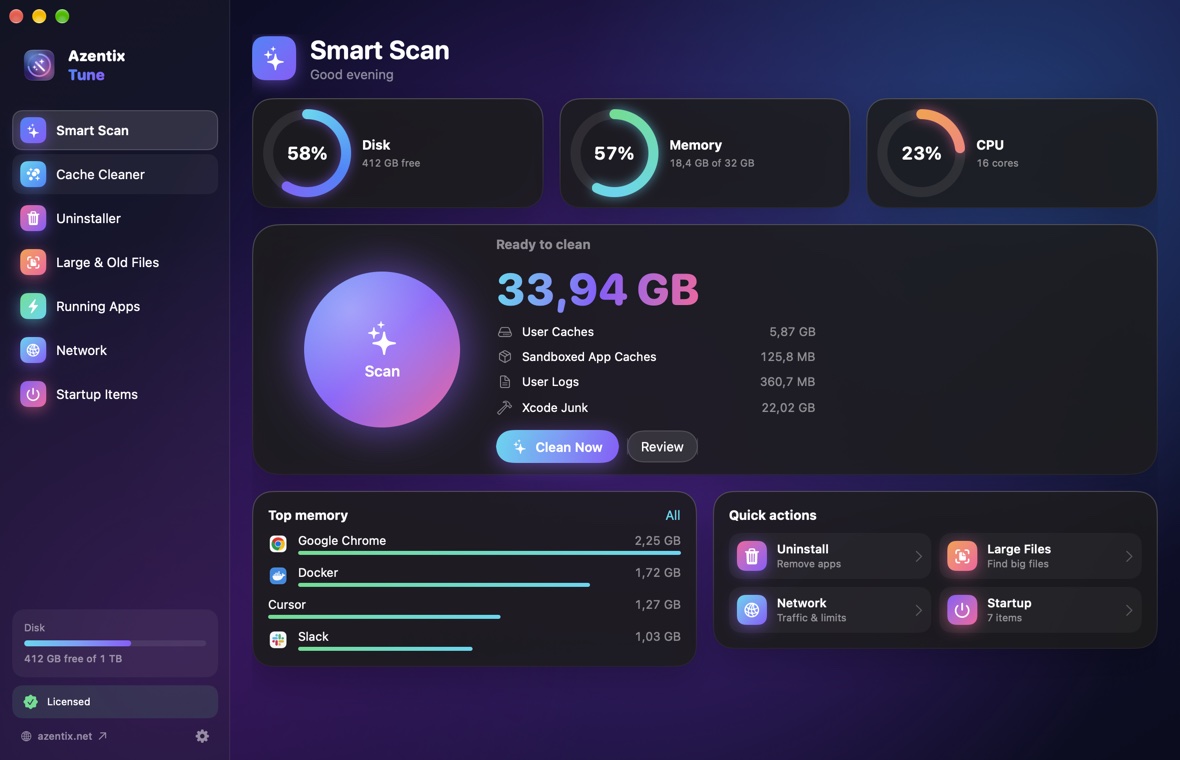 Azentix
Tune
Smart Scan
Cache Cleaner
Uninstaller
Large & Old Files
Running Apps
Network
Startup Items
Disk
412 GB free of 1 TB
Licensed
azentix.net
Smart Scan
Good evening
58%
Disk
412 GB free
57%
Memory
18,4 GB of 32 GB
23%
CPU
16 cores
Scan
Ready to clean
33,94 GB
User Caches 5,87 GB
Sandboxed App Caches 125,8 MB
User Logs 360,7 MB
Xcode Junk 22,02 GB
Clean Now Review
Top memory All
Google Chrome 2,25 GB
Docker 1,72 GB
Cursor 1,27 GB
Slack 1,03 GB
Quick actions
Uninstall
Remove apps
Large Files
Find big files
Network
Traffic & limits
Startup
7 items